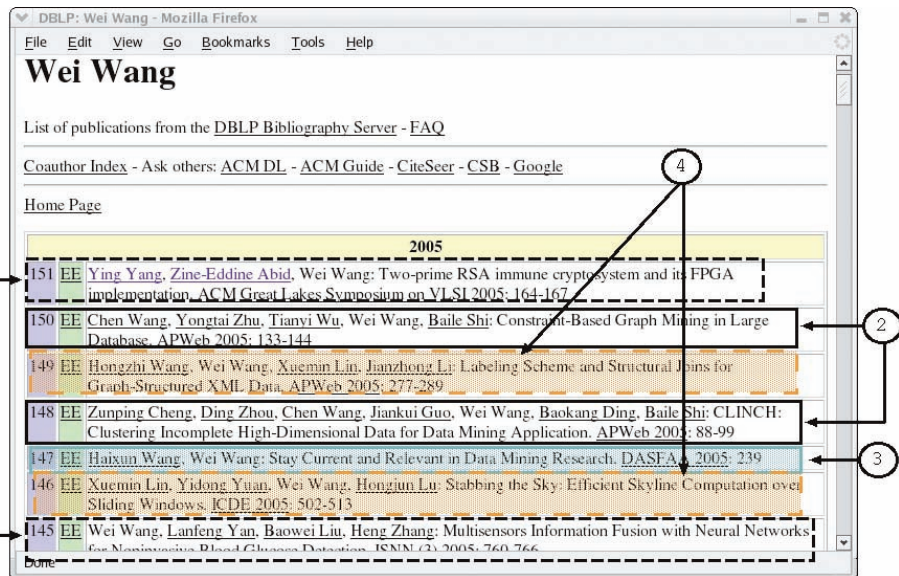 DBLP: Wei Wang - Mozilla Firefox
File Edit View Go Bookmarks Tools Help
Wei Wang
List of publications from the DBLP Bibliography Server - FAQ
Coauthor Index - Ask others: ACM DL - ACM Guide - CiteSeer - CSB - Google
Home Page
4
2005
151 EE Ying Yang, Zine-Eddine Abid, Wei Wang: Two-prime RSA immune cryptosystem and its FPGA
implementation. ACM Great Lakes Symposium on VLSI 2005: 164-167
150 EE Chen Wang, Yongtai Zhu, Tianyi Wu, Wei Wang, Baile Shi: Constraint-Based Graph Mining in Large
Database. APWeb 2005: 133-144
2
149 EE Hongzhi Wang, Wei Wang, Xuemin Lin, Jianzhong Li: Labeling Scheme and Structural Joins for
Graph-Structured XML Data. APWeb 2005: 277-289
148 EE Zunping Cheng, Ding Zhou, Chen Wang, Jiankui Guo, Wei Wang, Baokang Ding, Baile Shi: CLINCH:
Clustering Incomplete High-Dimensional Data for Data Mining Application. APWeb 2005: 88-99
147 EE Haixun Wang, Wei Wang: Stay Current and Relevant in Data Mining Research. DASFAA 2005: 239
3
146 EE Xuemin Lin, Yidong Yuan, Wei Wang, Hongjun Lu: Stabbing the Sky: Efficient Skyline Computation over
Sliding Windows. ICDE 2005: 502-513
145 EE Wei Wang, Lanfeng Yan, Baowei Liu, Heng Zhang: Multisensors Information Fusion with Neural Networks
for Noninvasive Blood Glucose Detection. ISNN (3) 2005: 760-766
Done